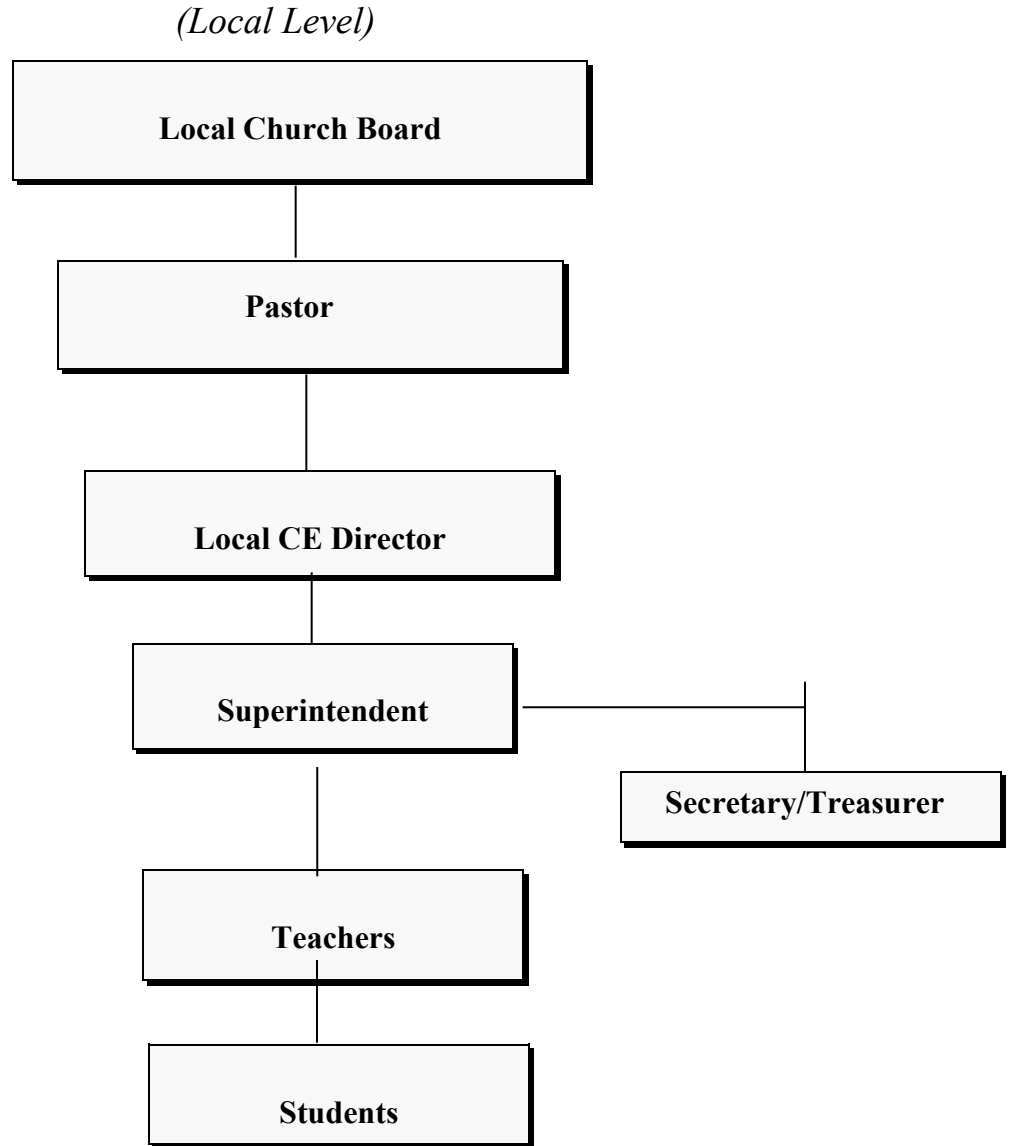 (Local Level)
Local Church Board
Pastor
Local CE Director
Superintendent
Secretary/Treasurer
Teachers
Students